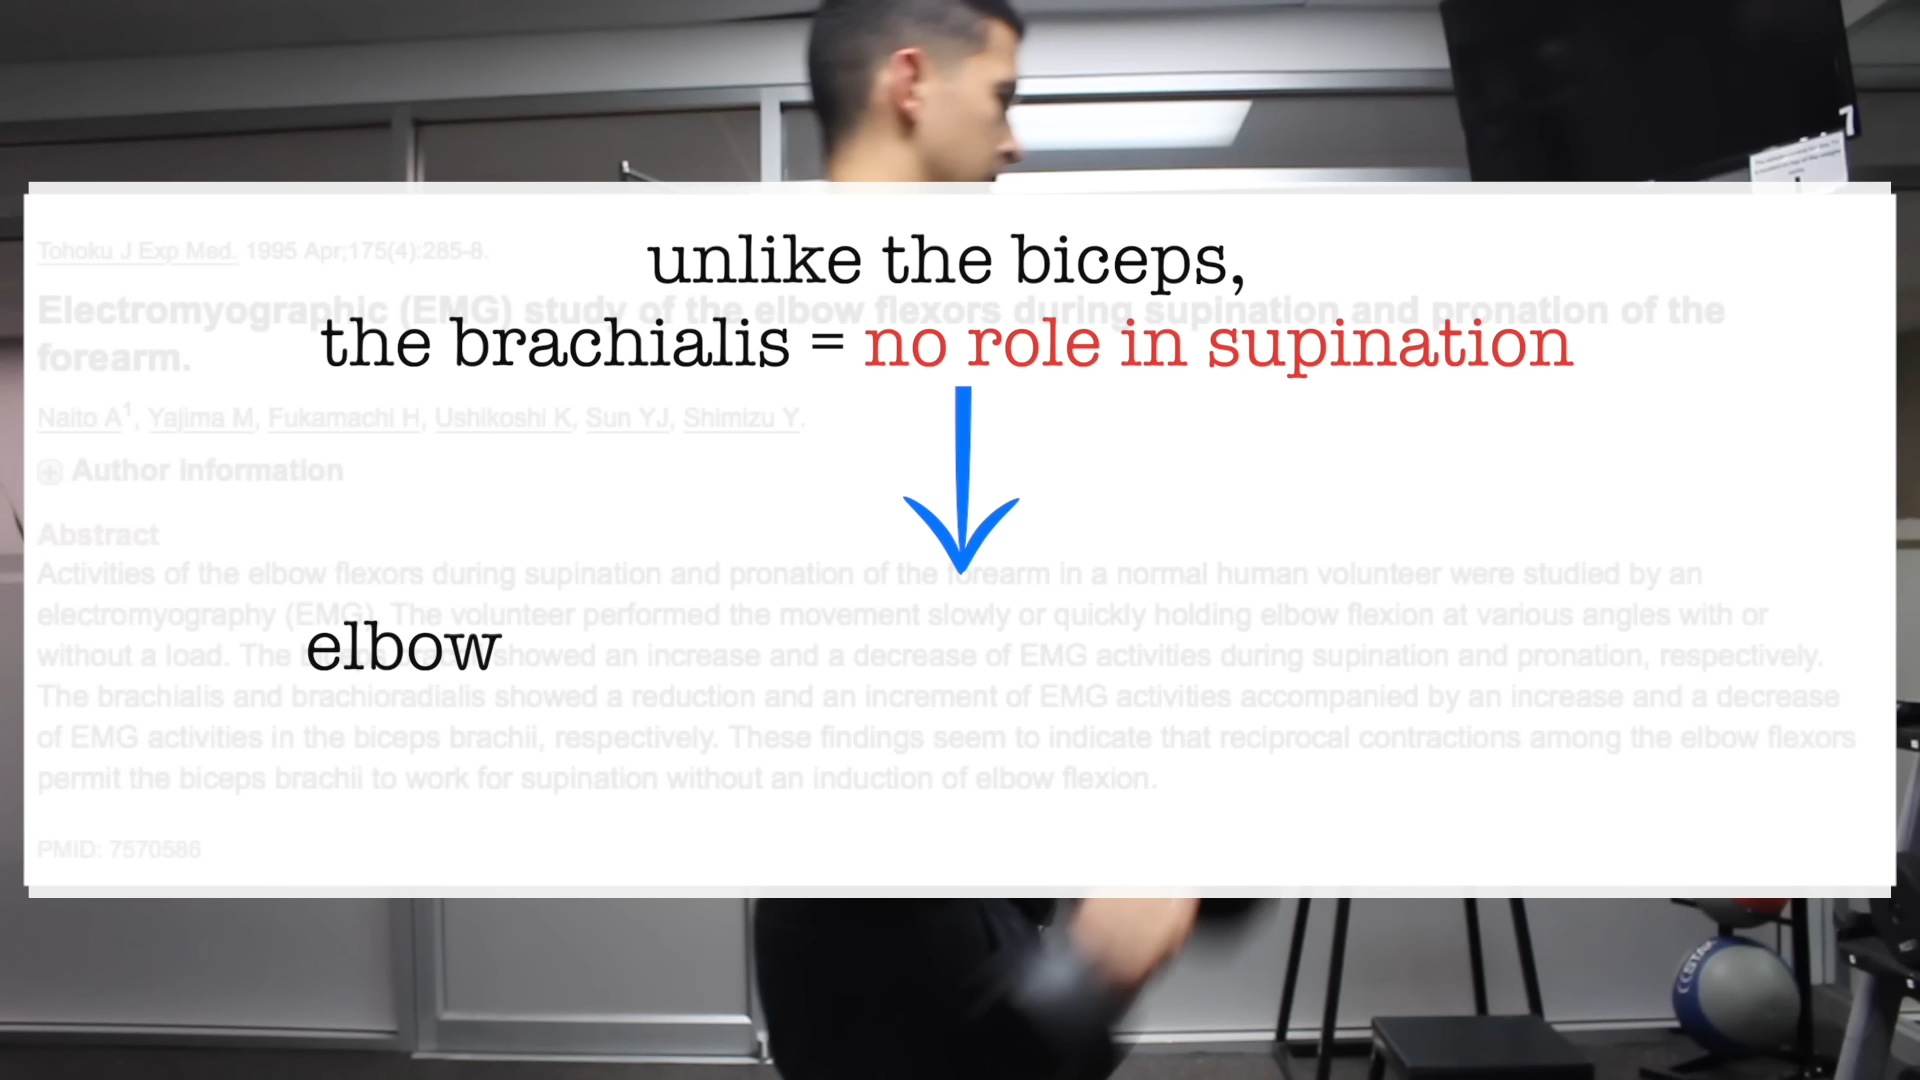 Tohoku J Exp Med. 1995 Apr;175(4):285-8.
unlike the biceps,
Electromyographic (EMG) study of the elbow flexors during supination and pronation of the
forearm.
the brachialis = no role in supination
Naito A1, Yajima M, Fukamachi H, Ushikoshi K, Sun YJ, Shimizu Y.
Author information
Abstract
Activities of the elbow flexors during supination and pronation of the forearm in a normal human volunteer were studied by an
electromyography (EMG). The volunteer performed the movement slowly or quickly holding elbow flexion at various angles with or
elbow
without a load. The showed an increase and a decrease of EMG activities during supination and pronation, respectively.
The brachialis and brachioradialis showed a reduction and an increment of EMG activities accompanied by an increase and a decrease
of EMG activities in the biceps brachii, respectively. These findings seem to indicate that reciprocal contractions among the elbow flexors
permit the biceps brachii to work for supination without an induction of elbow flexion.
PMID: 7570586
7